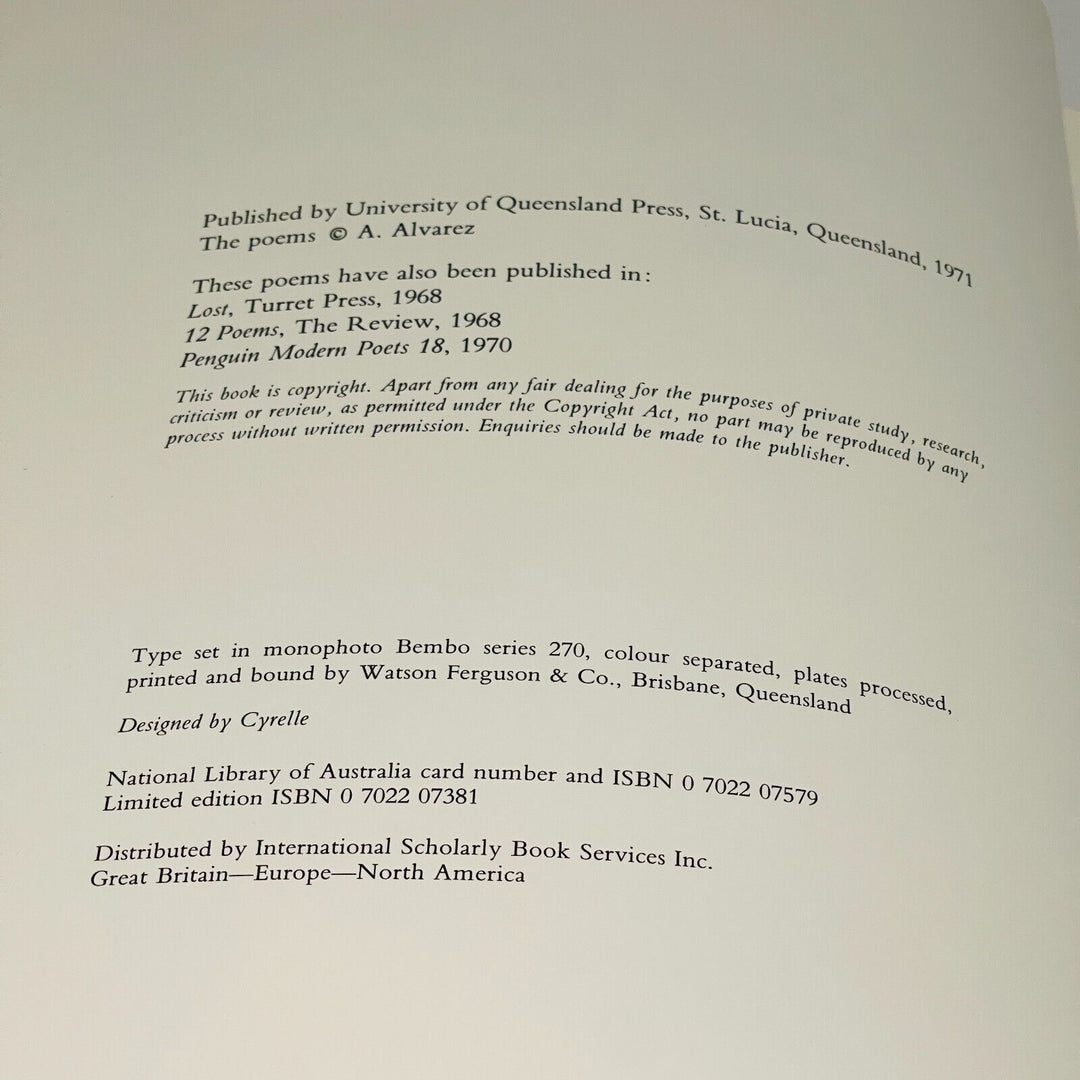 Published by University of Queensland Press, St. Lucia, Queensland, 1971
The poems © A. Alvarez
These poems have also been published in:
Lost, Turret Press, 1968
12 Poems, The Review, 1968
Penguin Modern Poets 18, 1970
This book is copyright. Apart from any fair dealing for the purposes of private study, research,
criticism or review, as permitted under the Copyright Act, no part may be reproduced by any
process without written permission. Enquiries should be made to the publisher.
Type set in monophoto Bembo series 270, colour separated, plates processed,
printed and bound by Watson Ferguson & Co., Brisbane, Queensland
Designed by Cyrelle
National Library of Australia card number and ISBN 0 7022 07579
Limited edition ISBN 0 7022 07381
Distributed by International Scholarly Book Services Inc.
Great Britain—Europe—North America